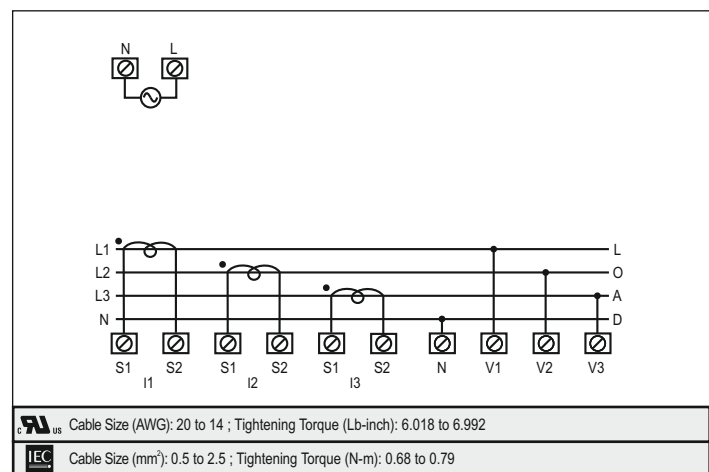 N L
L1 L
L2 O
L3 A
N D
S1 S2 S1 S2 S1 S2 N V1 V2 V3
I1 I2 I3
c RU us Cable Size (AWG): 20 to 14 ; Tightening Torque (Lb-inch): 6.018 to 6.992
IEC Cable Size (mm²): 0.5 to 2.5 ; Tightening Torque (N-m): 0.68 to 0.79